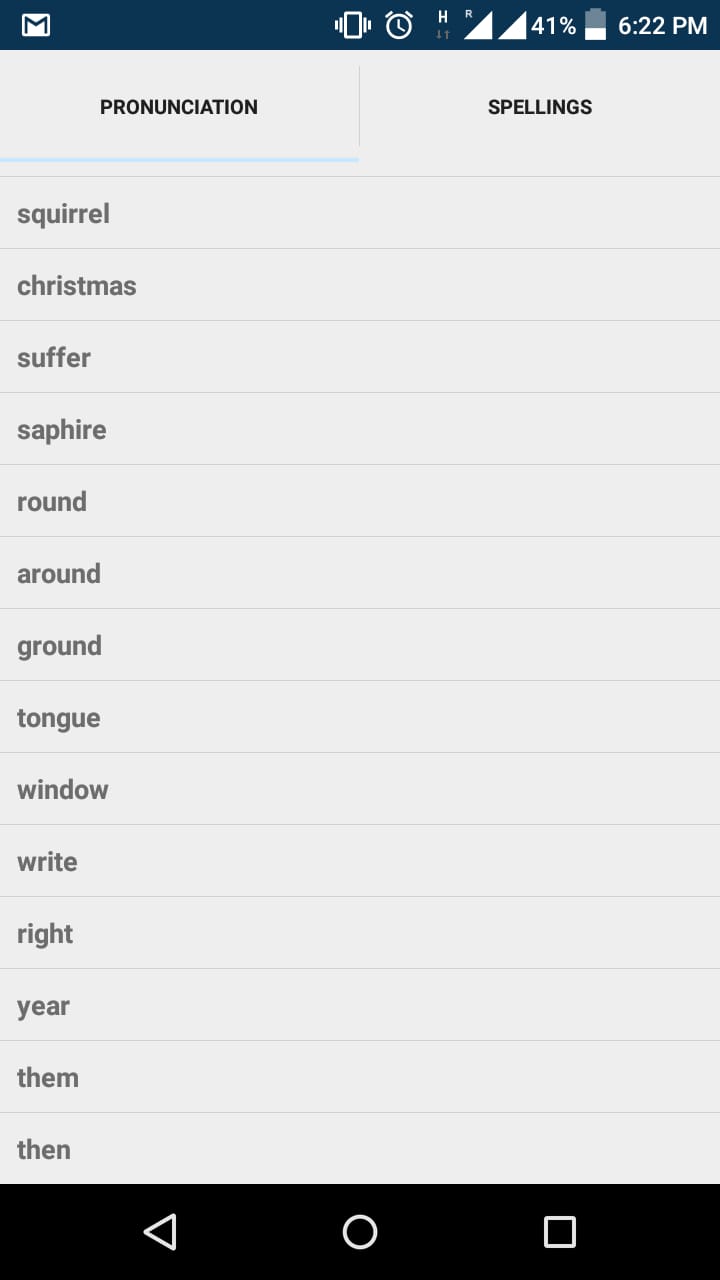 H R 41% 6:22 PM
PRONUNCIATION SPELLINGS
squirrel
christmas
suffer
saphire
round
around
ground
tongue
window
write
right
year
them
then